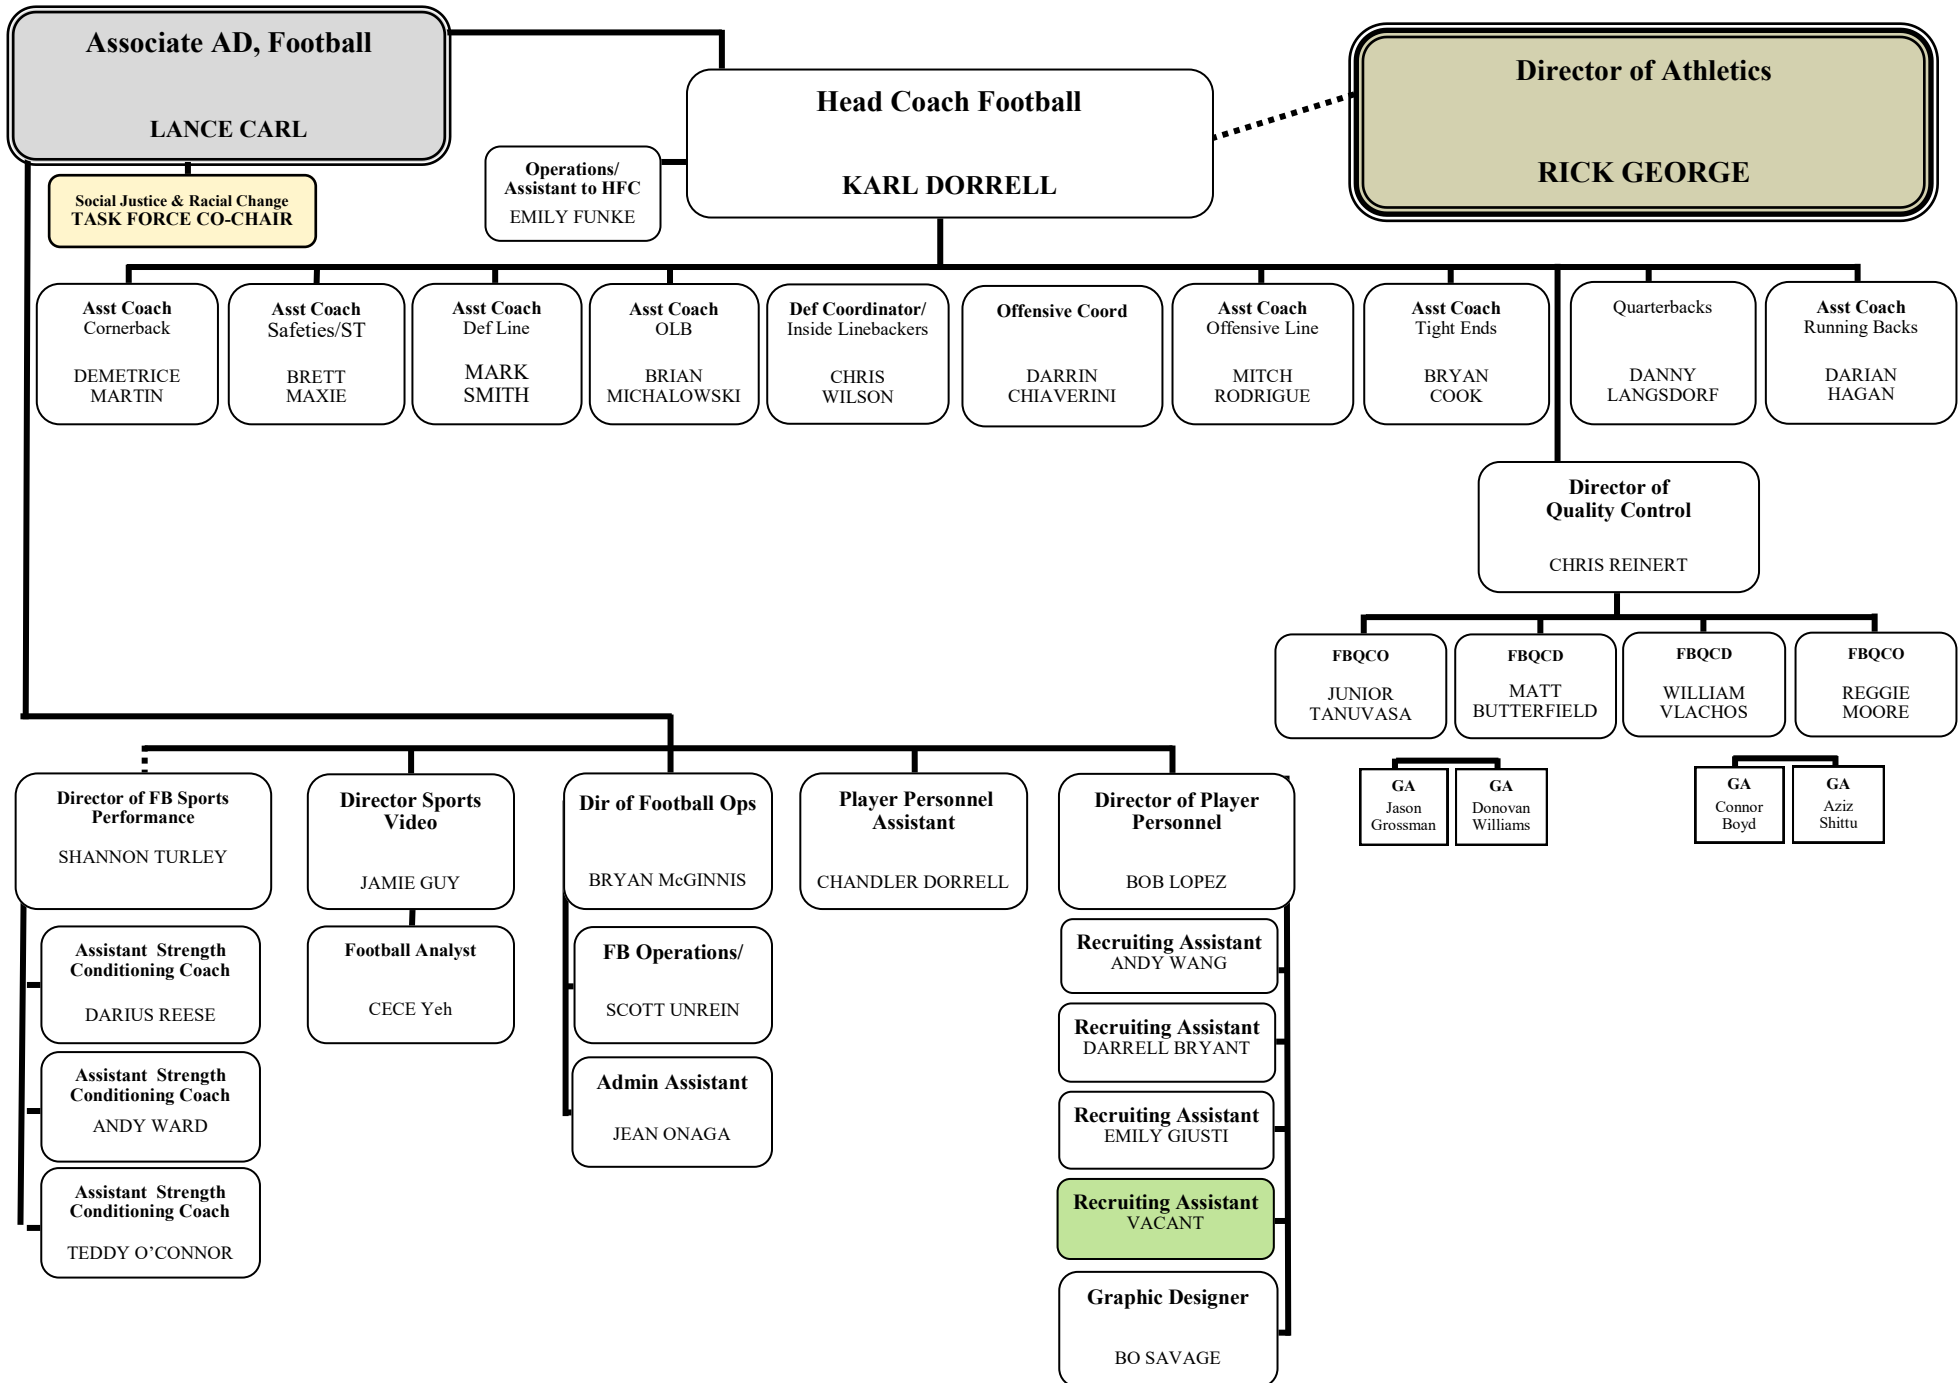 Associate AD, Football
LANCE CARL
Social Justice & Racial Change
TASK FORCE CO-CHAIR
Operations/
Assistant to HFC
EMILY FUNKE
Head Coach Football
KARL DORRELL
Director of Athletics
RICK GEORGE
Asst Coach
Cornerback
DEMETRICE
MARTIN
Asst Coach
Safeties/ST
BRETT
MAXIE
Asst Coach
Def Line
MARK
SMITH
Asst Coach
OLB
BRIAN
MICHALOWSKI
Def Coordinator/
Inside Linebackers
CHRIS
WILSON
Offensive Coord
DARRIN
CHIAVERINI
Asst Coach
Offensive Line
MITCH
RODRIGUE
Asst Coach
Tight Ends
BRYAN
COOK
Quarterbacks
DANNY
LANGSDORF
Asst Coach
Running Backs
DARIAN
HAGAN
Director of
Quality Control
CHRIS REINERT
FBQCO
JUNIOR
TANUVASA
FBQCD
MATT
BUTTERFIELD
FBQCD
WILLIAM
VLACHOS
FBQCO
REGGIE
MOORE
GA
Jason
Grossman
GA
Donovan
Williams
GA
Connor
Boyd
GA
Aziz
Shittu
Director of FB Sports
Performance
SHANNON TURLEY
Director Sports
Video
JAMIE GUY
Dir of Football Ops
BRYAN McGINNIS
Player Personnel
Assistant
CHANDLER DORRELL
Director of Player
Personnel
BOB LOPEZ
Assistant Strength
Conditioning Coach
DARIUS REESE
Assistant Strength
Conditioning Coach
ANDY WARD
Assistant Strength
Conditioning Coach
TEDDY O’CONNOR
Football Analyst
CECE Yeh
FB Operations/
SCOTT UNREIN
Admin Assistant
JEAN ONAGA
Recruiting Assistant
ANDY WANG
Recruiting Assistant
DARRELL BRYANT
Recruiting Assistant
EMILY GIUSTI
Recruiting Assistant
VACANT
Graphic Designer
BO SAVAGE